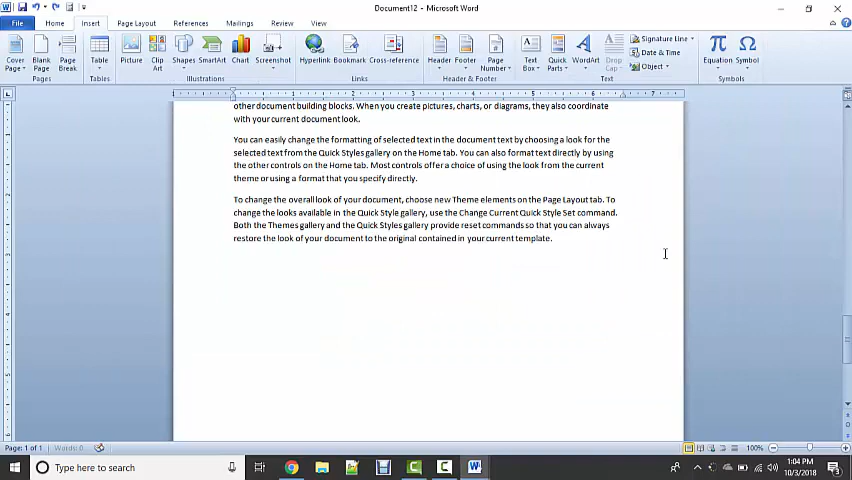 Document12 - Microsoft Word
File Home Insert Page Layout References Mailings Review View
Cover Page Blank Page Page Break Table Picture Clip Art Shapes SmartArt Chart Screenshot Hyperlink Bookmark Cross-reference Header Footer Page Number Text Box Quick Parts WordArt Drop Cap Signature Line Date & Time Object Equation Symbol
Pages Tables Illustrations Links Header & Footer Text Symbols
1 1 2 3 4 5 6 7
other document building blocks. When you create pictures, charts, or diagrams, they also coordinate
with your current document look.
You can easily change the formatting of selected text in the document text by choosing a look for the
selected text from the Quick Styles gallery on the Home tab. You can also format text directly by using
the other controls on the Home tab. Most controls offer a choice of using the look from the current
theme or using a format that you specify directly.
To change the overall look of your document, choose new Theme elements on the Page Layout tab. To
change the looks available in the Quick Style gallery, use the Change Current Quick Style Set command.
Both the Themes gallery and the Quick Styles gallery provide reset commands so that you can always
restore the look of your document to the original contained in your current template.
Page: 1 of 1 Words: 0 100%
Type here to search
1:04 PM
10/3/2018